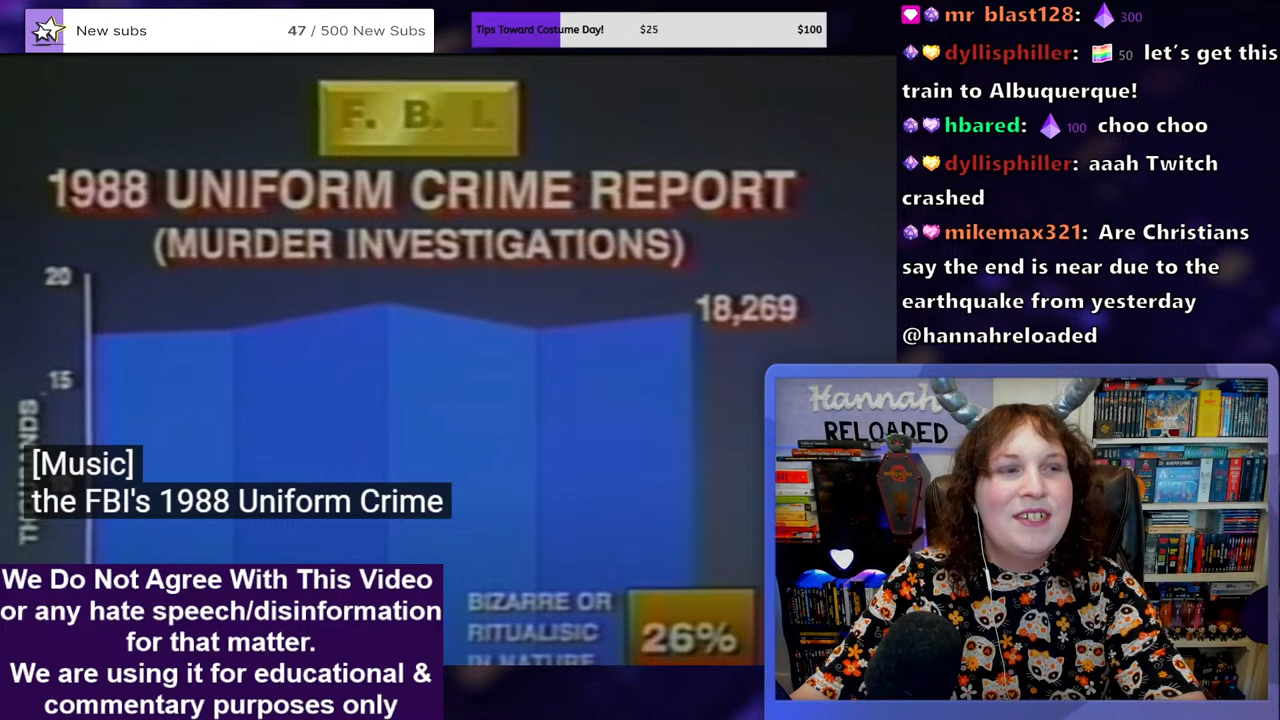 New subs
47 / 500 New Subs
Tips Toward Costume Day!
$25
$100
F. B. I.
1988 UNIFORM CRIME REPORT
(MURDER INVESTIGATIONS)
20
18,269
15
THOUSANDS
[Music]
the FBI's 1988 Uniform Crime
BIZARRE OR
RITUALISIC
IN NATURE
26%
We Do Not Agree With This Video
or any hate speech/disinformation
for that matter.
We are using it for educational &
commentary purposes only
mr_blast128: 300
dyllisphiller: 50 let's get this
train to Albuquerque!
hbared: 100 choo choo
dyllisphiller: aaah Twitch
crashed
mikemax321: Are Christians
say the end is near due to the
earthquake from yesterday
@hannahreloaded
Hannah
RELOADED